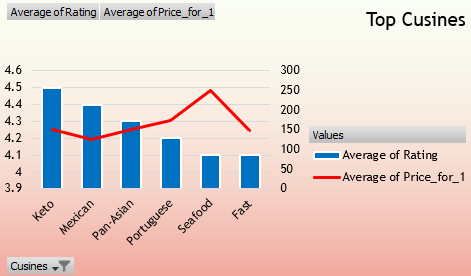 Average of Rating Average of Price_for_1
Top Cusines
4.6
4.5
4.4
4.3
4.2
4.1
4
3.9
300
250
200
150
100
50
0
Keto
Mexican
Pan-Asian
Portuguese
Seafood
Fast
Values
Average of Rating
Average of Price_for_1
Cusines